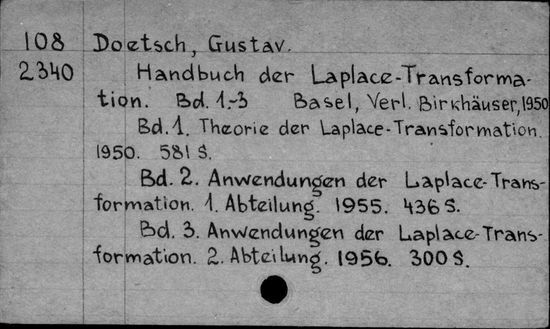 108 Doetsch, Gustav.
2340 Handbuch der Laplace-Transforma-
tion. Bd. 1.-3 Basel, Verl. Birkhäuser, 1950
Bd. 1. Theorie der Laplace-Transformation.
1950. 581 S.
Bd. 2. Anwendungen der Laplace-Trans-
formation. 1. Abteilung. 1955. 436 S.
Bd. 3. Anwendungen der Laplace-Trans-
formation. 2. Abteilung. 1956. 300 S.